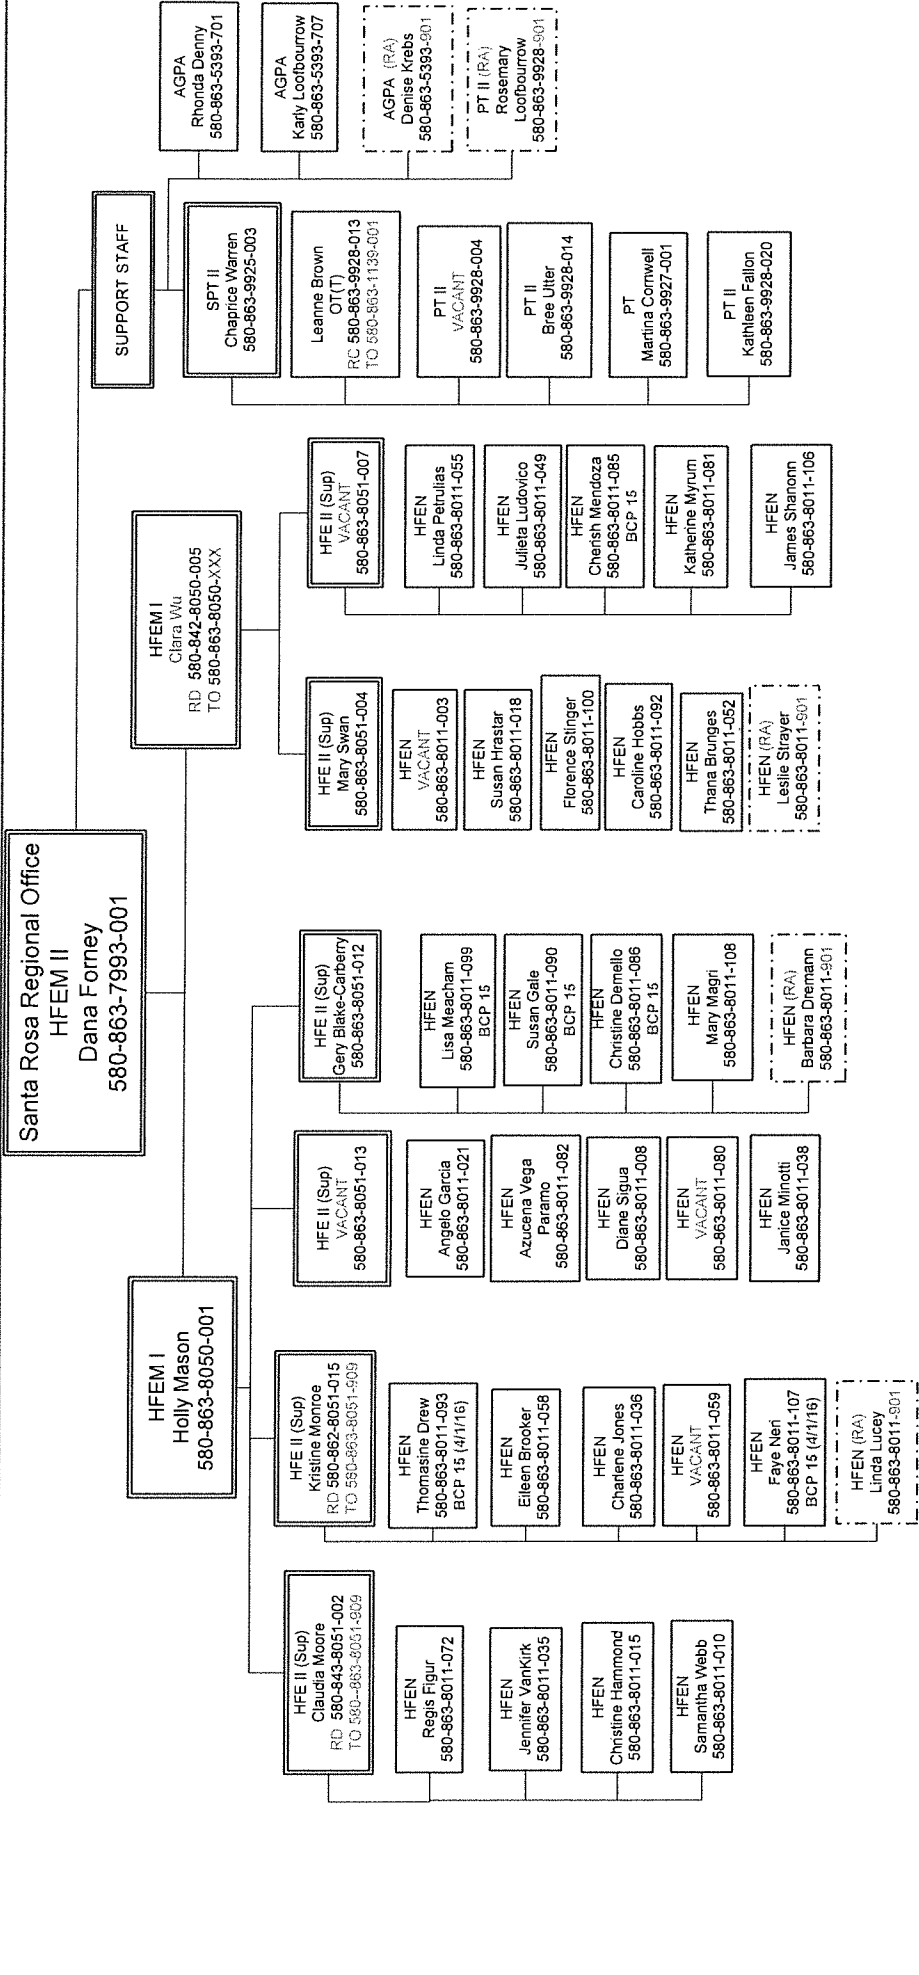 Santa Rosa Regional Office
HFEM II
Dana Forney
580-863-7993-001
HFEM I
Holly Mason
580-863-8050-001
HFE II (Sup)
Claudia Moore
RD 580-843-8051-002
TO 580--863-8051-909
HFEN
Regis Figur
580-863-8011-072
HFEN
Jennifer VanKirk
580-863-8011-035
HFEN
Christine Hammond
580-863-8011-015
HFEN
Samantha Webb
580-863-8011-010
HFE II (Sup)
Kristine Monroe
RD 580-862-8051-015
TO 580-863-8051-909
HFEN
Thomasine Drew
580-863-8011-093
BCP 15 (4/1/16)
HFEN
Eileen Brooker
580-863-8011-058
HFEN
Charlene Jones
580-863-8011-036
HFEN
VACANT
580-863-8011-059
HFEN
Faye Neri
580-863-8011-107
BCP 15 (4/1/16)
HFEN (RA)
Linda Lucey
580-863-8011-901
HFE II (Sup)
VACANT
580-863-8051-013
HFEN
Angelo Garcia
580-863-8011-021
HFEN
Azucena Vega
Paramo
580-863-8011-082
HFEN
Diane Sigua
580-863-8011-008
HFEN
VACANT
580-863-8011-080
HFEN
Janice Minotti
580-863-8011-038
HFE II (Sup)
Gery Blake-Carberry
580-863-8051-012
HFEN
Lisa Meacham
580-863-8011-099
BCP 15
HFEN
Susan Gale
580-863-8011-090
BCP 15
HFEN
Christine Demello
580-863-8011-086
BCP 15
HFEN
Mary Magri
580-863-8011-108
HFEN (RA)
Barbara Dremann
580-863-8011-901
HFEM I
Clara Wu
RD 580-842-8050-005
TO 580-863-8050-XXX
HFE II (Sup)
Mary Swan
580-863-8051-004
HFEN
VACANT
580-863-8011-003
HFEN
Susan Hrastar
580-863-8011-018
HFEN
Florence Stinger
580-863-8011-100
HFEN
Caroline Hobbs
580-863-8011-092
HFEN
Thana Brunges
580-863-8011-052
HFEN (RA)
Leslie Strayer
580-863-8011-901
HFE II (Sup)
VACANT
580-863-8051-007
HFEN
Linda Petrulias
580-863-8011-055
HFEN
Julieta Ludovico
580-863-8011-049
HFEN
Cherish Mendoza
580-863-8011-085
BCP 15
HFEN
Katherine Myrum
580-863-8011-081
HFEN
James Shanonn
580-863-8011-106
SUPPORT STAFF
SPT II
Chaprice Warren
580-863-9925-003
Leanne Brown
OT(T)
RC 580-863-9928-013
TO 580-863-1139-001
PT II
VACANT
580-863-9928-004
PT II
Bree Utter
580-863-9928-014
PT
Martina Cornwell
580-863-9927-001
PT II
Kathleen Fallon
580-863-9928-020
AGPA
Rhonda Denny
580-863-5393-701
AGPA
Karly Loofbourrow
580-863-5393-707
AGPA (RA)
Denise Krebs
580-863-5393-901
PT II (RA)
Rosemary
Loofbourrow
580-863-9928-901